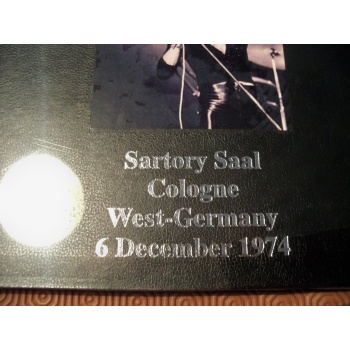 Sartory Saal
Cologne
West-Germany
6 December 1974